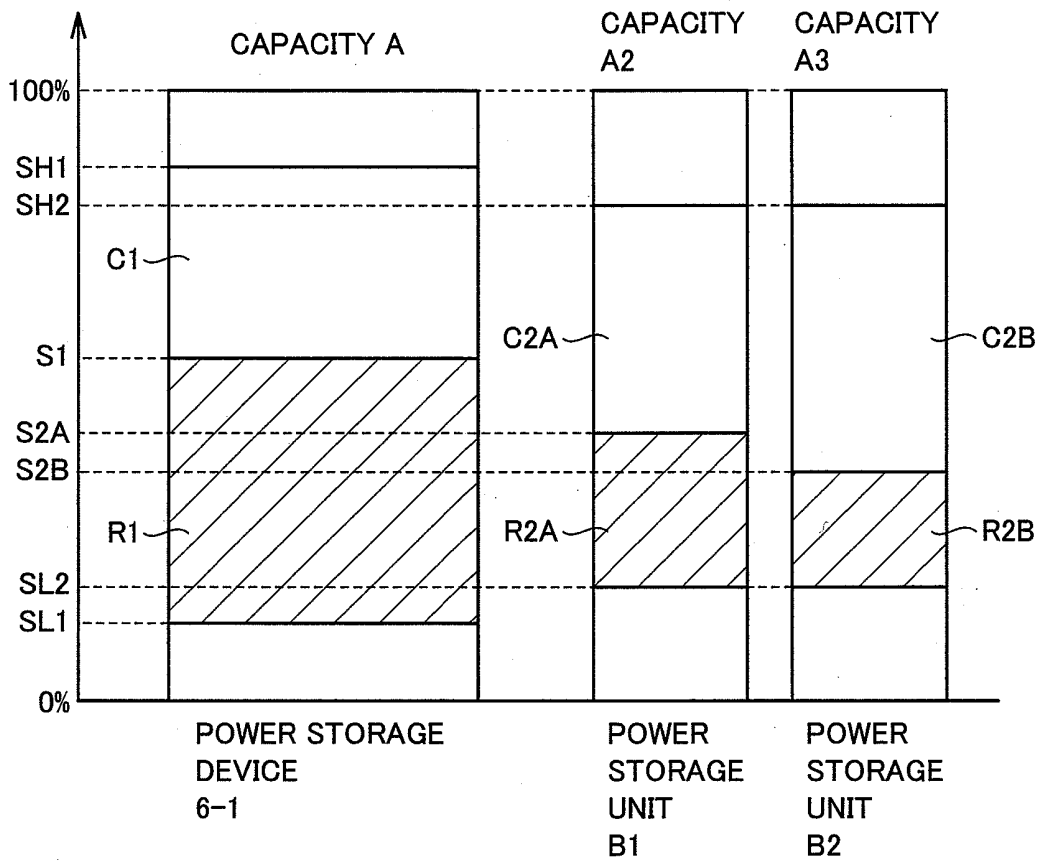 CAPACITY A
CAPACITY
A2
CAPACITY
A3
100%
SH1
SH2
C1
C2A
C2B
S1
S2A
S2B
R1
R2A
R2B
SL2
SL1
0%
POWER STORAGE
DEVICE
6-1
POWER
STORAGE
UNIT
B1
POWER
STORAGE
UNIT
B2